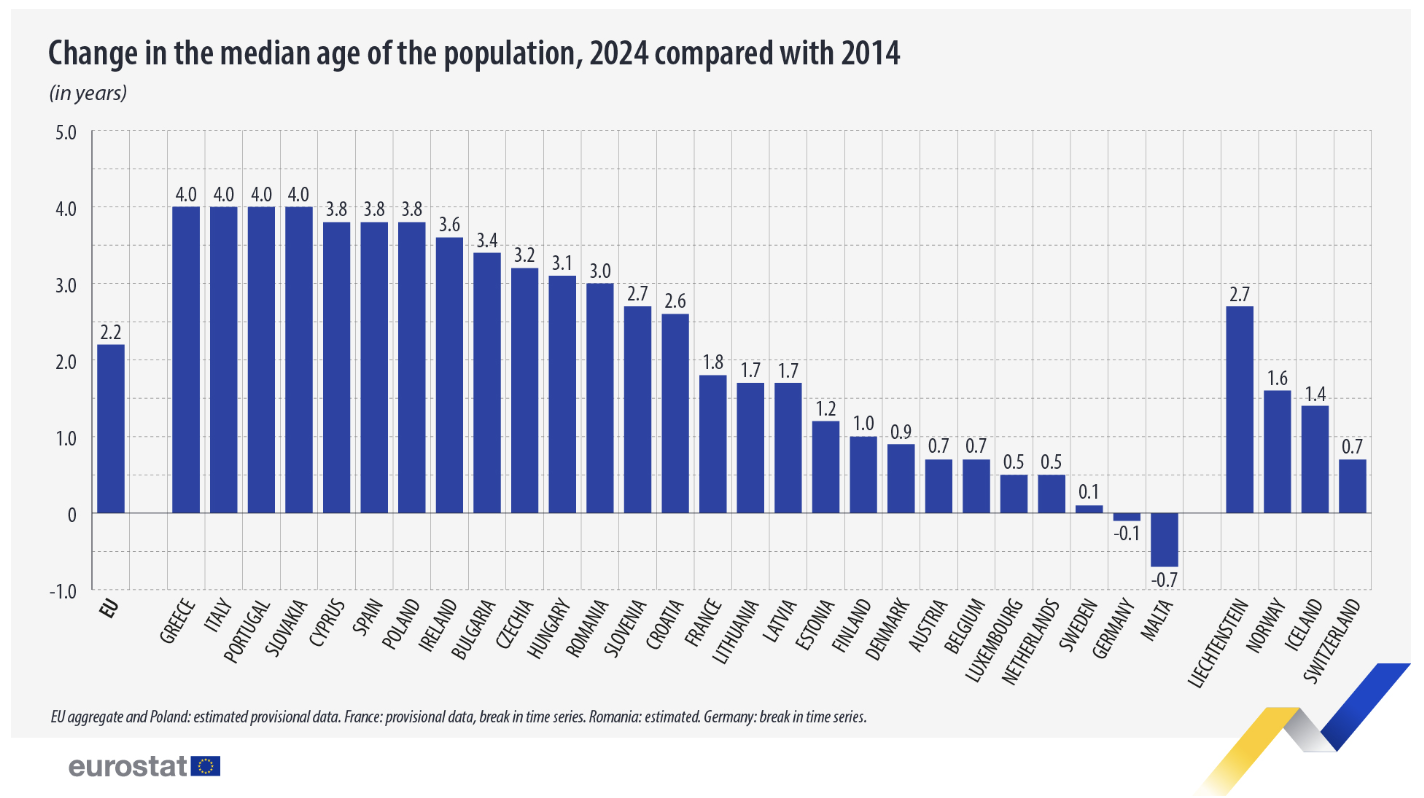 Change in the median age of the population, 2024 compared with 2014
(in years)
5.0
4.0
3.0
2.0
1.0
0
-1.0
2.2
4.0
4.0
4.0
4.0
3.8
3.8
3.8
3.6
3.4
3.2
3.1
3.0
2.7
2.6
1.8
1.7
1.7
1.2
1.0
0.9
0.7
0.7
0.5
0.5
0.1
-0.1
-0.7
2.7
1.6
1.4
0.7
EU
GREECE
ITALY
PORTUGAL
SLOVAKIA
CYPRUS
SPAIN
POLAND
IRELAND
BULGARIA
CZECHIA
HUNGARY
ROMANIA
SLOVENIA
CROATIA
FRANCE
LITHUANIA
LATVIA
ESTONIA
FINLAND
DENMARK
AUSTRIA
BELGIUM
LUXEMBOURG
NETHERLANDS
SWEDEN
GERMANY
MALTA
LIECHTENSTEIN
NORWAY
ICELAND
SWITZERLAND
EU aggregate and Poland: estimated provisional data. France: provisional data, break in time series. Romania: estimated. Germany: break in time series.
eurostat